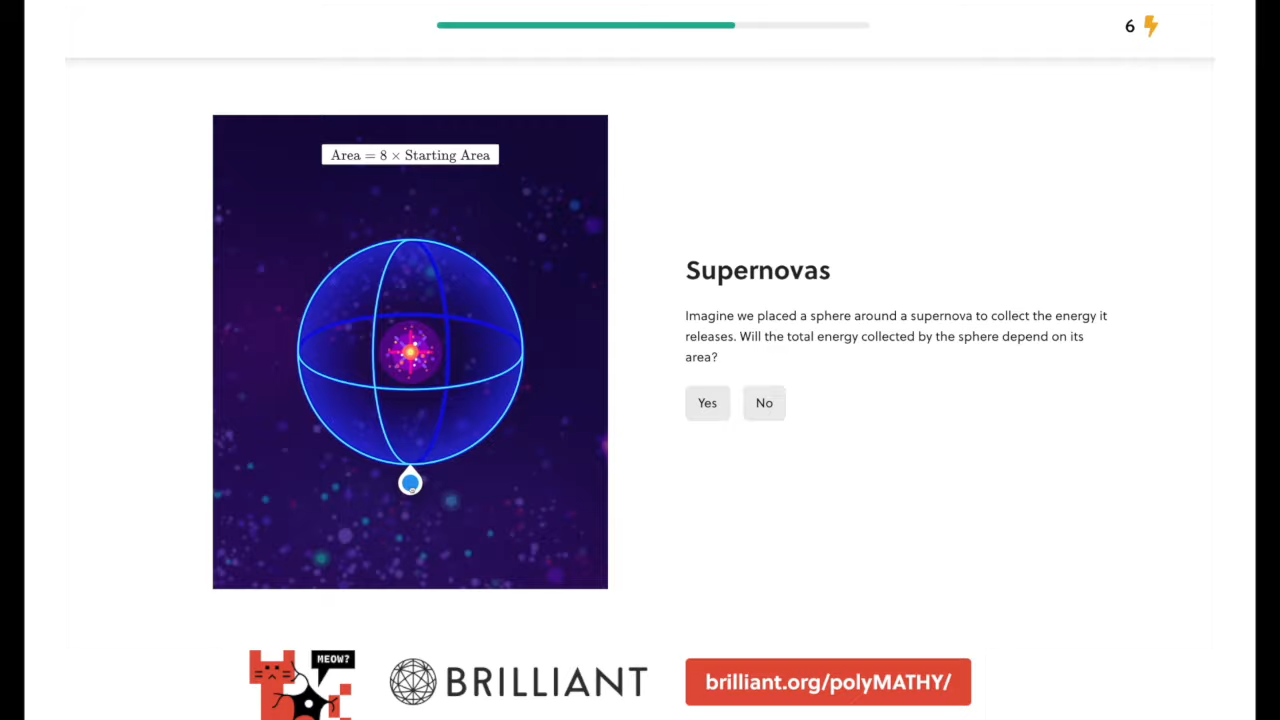 6
Area = 8 × Starting Area
Supernovas
Imagine we placed a sphere around a supernova to collect the energy it
releases. Will the total energy collected by the sphere depend on its
area?
Yes No
MEOW?
BRILLIANT
brilliant.org/polyMATHY/